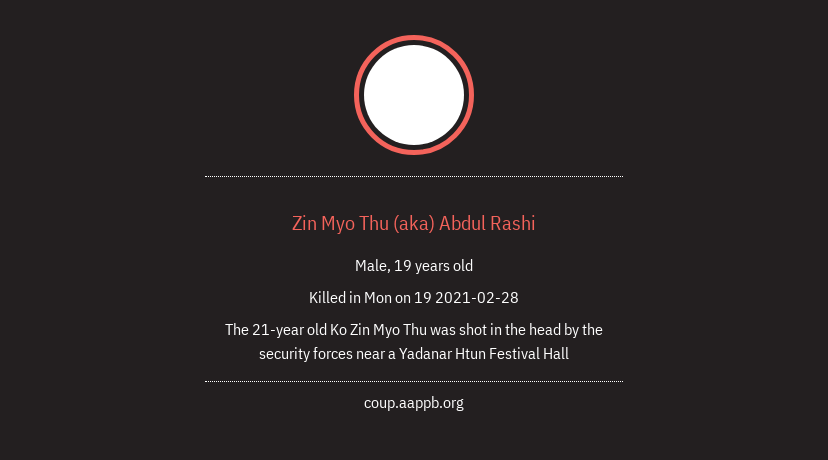 Zin Myo Thu (aka) Abdul Rashi
Male, 19 years old
Killed in Mon on 19 2021-02-28
The 21-year old Ko Zin Myo Thu was shot in the head by the
security forces near a Yadanar Htun Festival Hall
coup.aappb.org